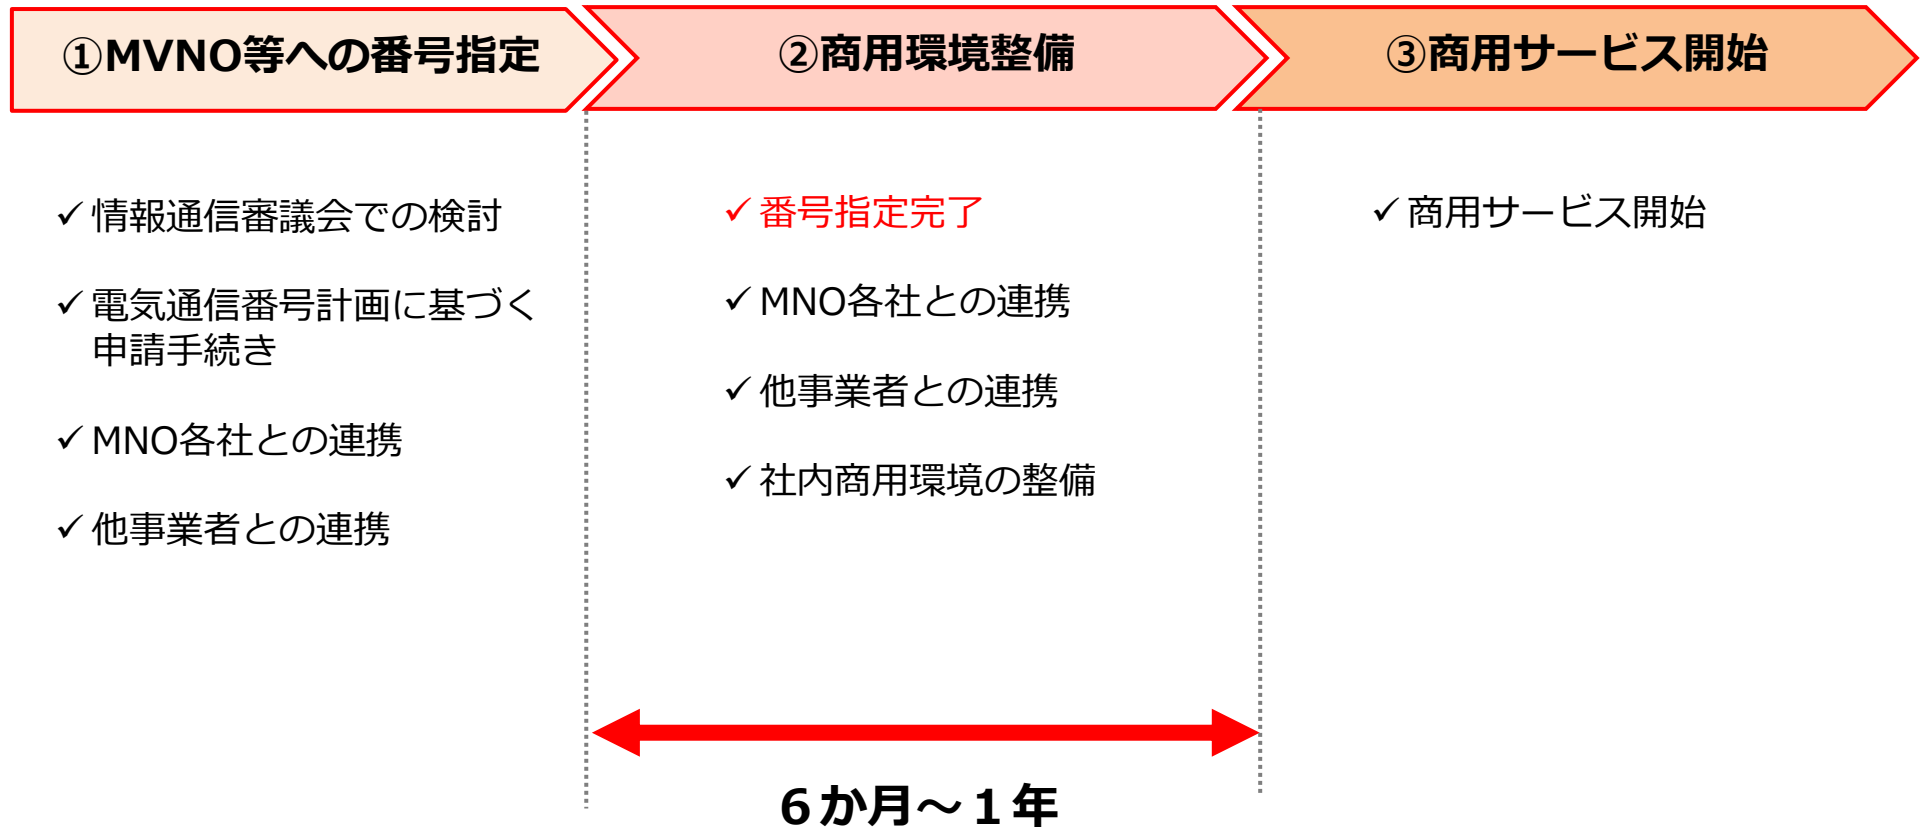 ①MVNO等への番号指定
②商用環境整備
③商用サービス開始
✓情報通信審議会での検討
✓電気通信番号計画に基づく
申請手続き
✓MNO各社との連携
✓他事業者との連携
✓番号指定完了
✓MNO各社との連携
✓他事業者との連携
✓社内商用環境の整備
✓商用サービス開始
６か月～１年